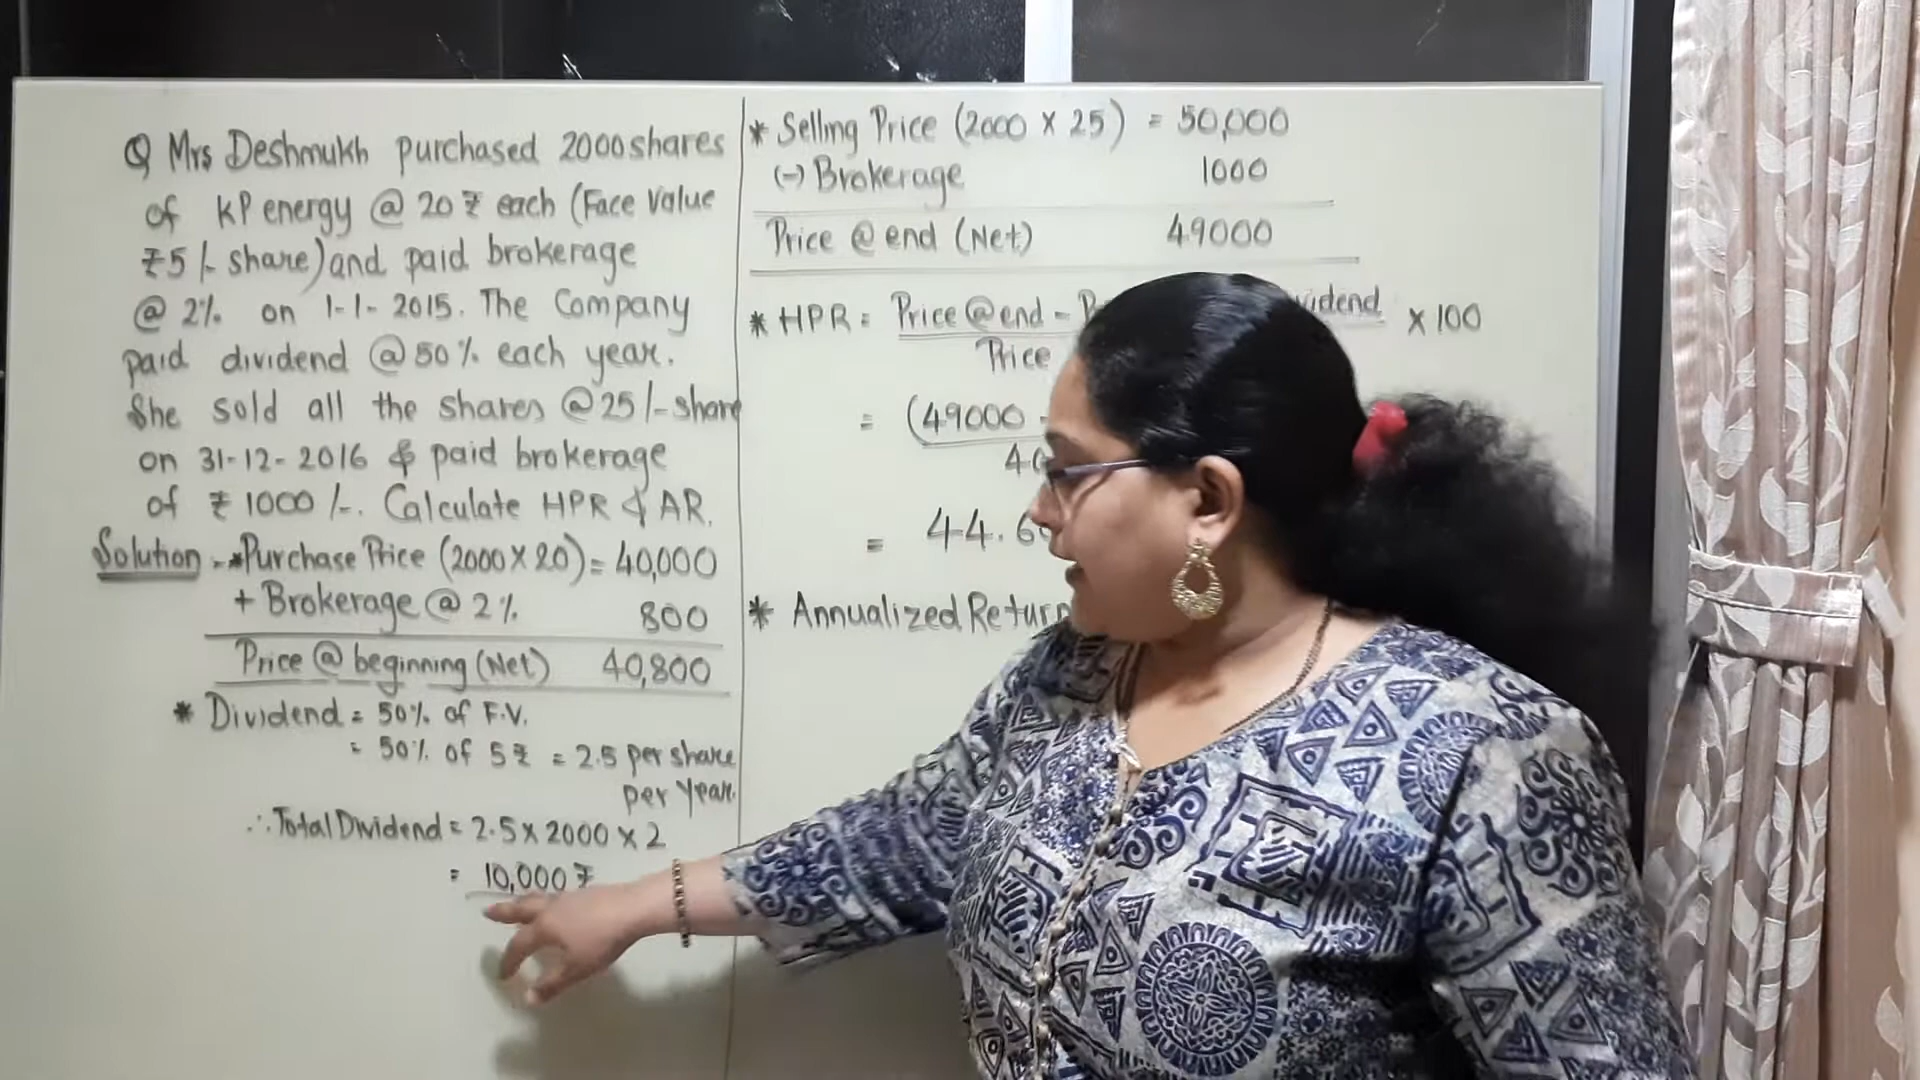 Q Mrs Deshmukh purchased 2000 shares
of KP energy @ 20 ₹ each (Face Value
₹5/- share) and paid brokerage
@ 2% on 1-1-2015. The Company
paid dividend @ 50% each year.
She sold all the shares @ 25/- share
on 31-12-2016 & paid brokerage
of ₹ 1000/-. Calculate HPR & AR.
Solution - * Purchase Price (2000 X 20) = 40,000
+ Brokerage @ 2% 800
Price @ beginning (Net) 40,800
* Dividend = 50% of F.V.
= 50% of 5 ₹ = 2.5 per share
per year.
∴ Total Dividend = 2.5 x 2000 x 2
= 10,000 ₹
* Selling Price (2000 X 25) = 50,000
(-) Brokerage 1000
Price @ end (Net) 49000
* HPR = Price @ end - x 100
Price
= (49000 -
= 44.6
* Annualized Return